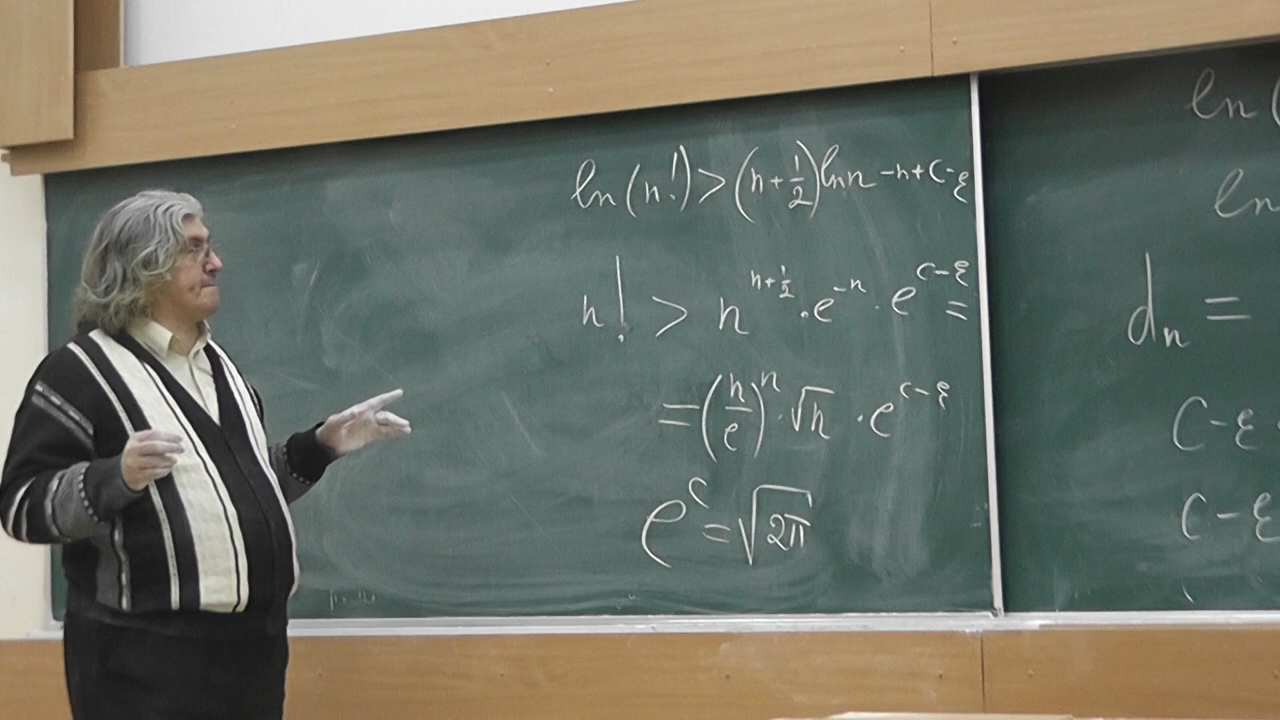 ln(n!) > (n + 1/2) ln n − n + C − ε
n! > n^{n + 1/2} · e^{−n} · e^{C − ε} =
= (n/e)^n · √n · e^{C − ε}
e^C = √2π
ln(
ln
d_n =
C − ε
C − ε